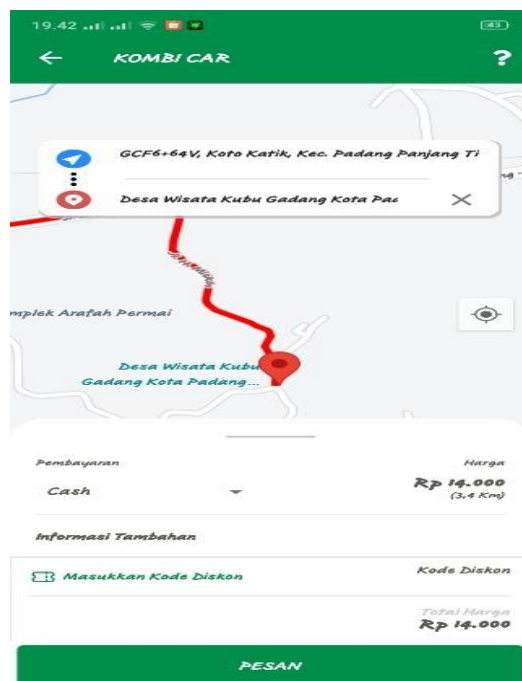 19.42
43
KOMBI CAR
?
GCF6+64V, Koto Katik, Kec. Padang Panjang Ti
Desa Wisata Kubu Gadang Kota Pa
mplek Arafah Permai
Desa Wisata Kubu
Gadang Kota Padang...
Pembayaran
Harga
Cash
Rp 14.000
(3,4 Km)
Informasi Tambahan
Masukkan Kode Diskon
Kode Diskon
Total Harga
Rp 14.000
PESAN